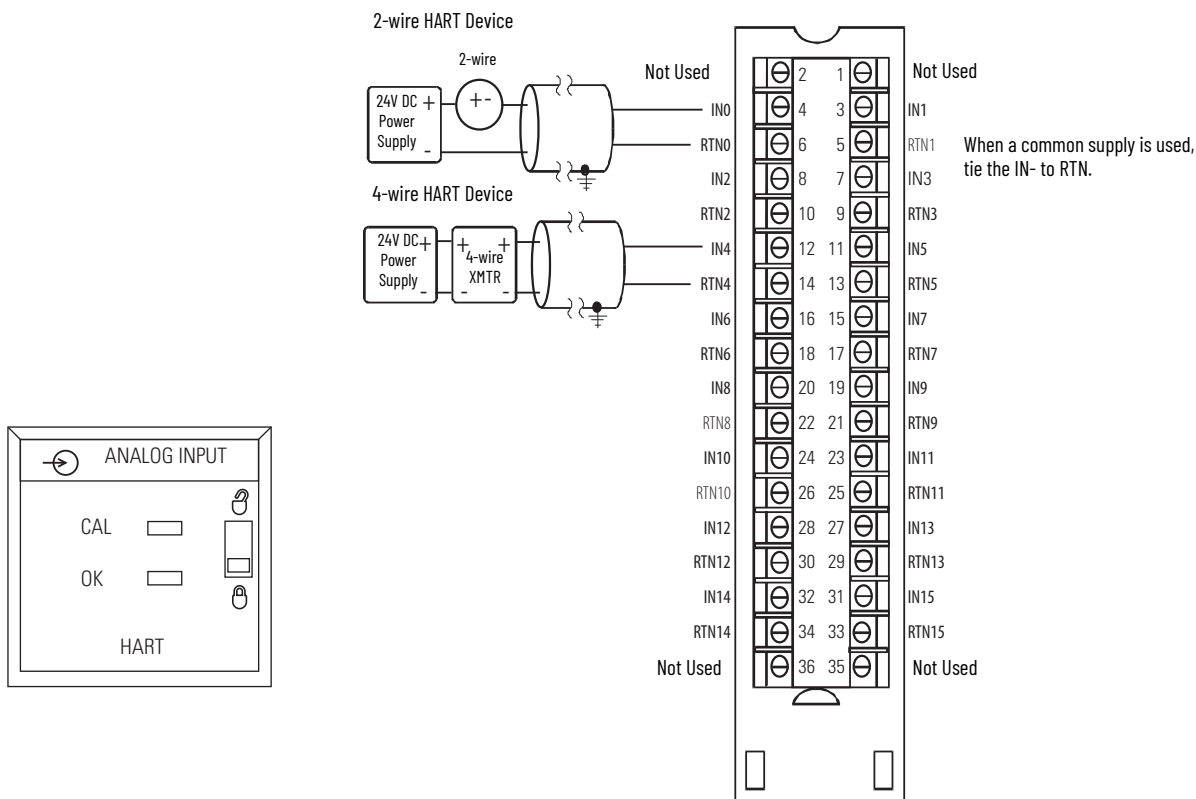 2-wire HART Device
2-wire
24V DC +
Power
Supply
-
+-
4-wire HART Device
24V DC +
Power
Supply -
+ +
4-wire
XMTR
- -
Not Used 2 1 Not Used
IN0 4 3 IN1
RTN0 6 5 RTN1
IN2 8 7 IN3
RTN2 10 9 RTN3
IN4 12 11 IN5
RTN4 14 13 RTN5
IN6 16 15 IN7
RTN6 18 17 RTN7
IN8 20 19 IN9
RTN8 22 21 RTN9
IN10 24 23 IN11
RTN10 26 25 RTN11
IN12 28 27 IN13
RTN12 30 29 RTN13
IN14 32 31 IN15
RTN14 34 33 RTN15
Not Used 36 35 Not Used
When a common supply is used,
tie the IN- to RTN.
ANALOG INPUT
CAL
OK
HART